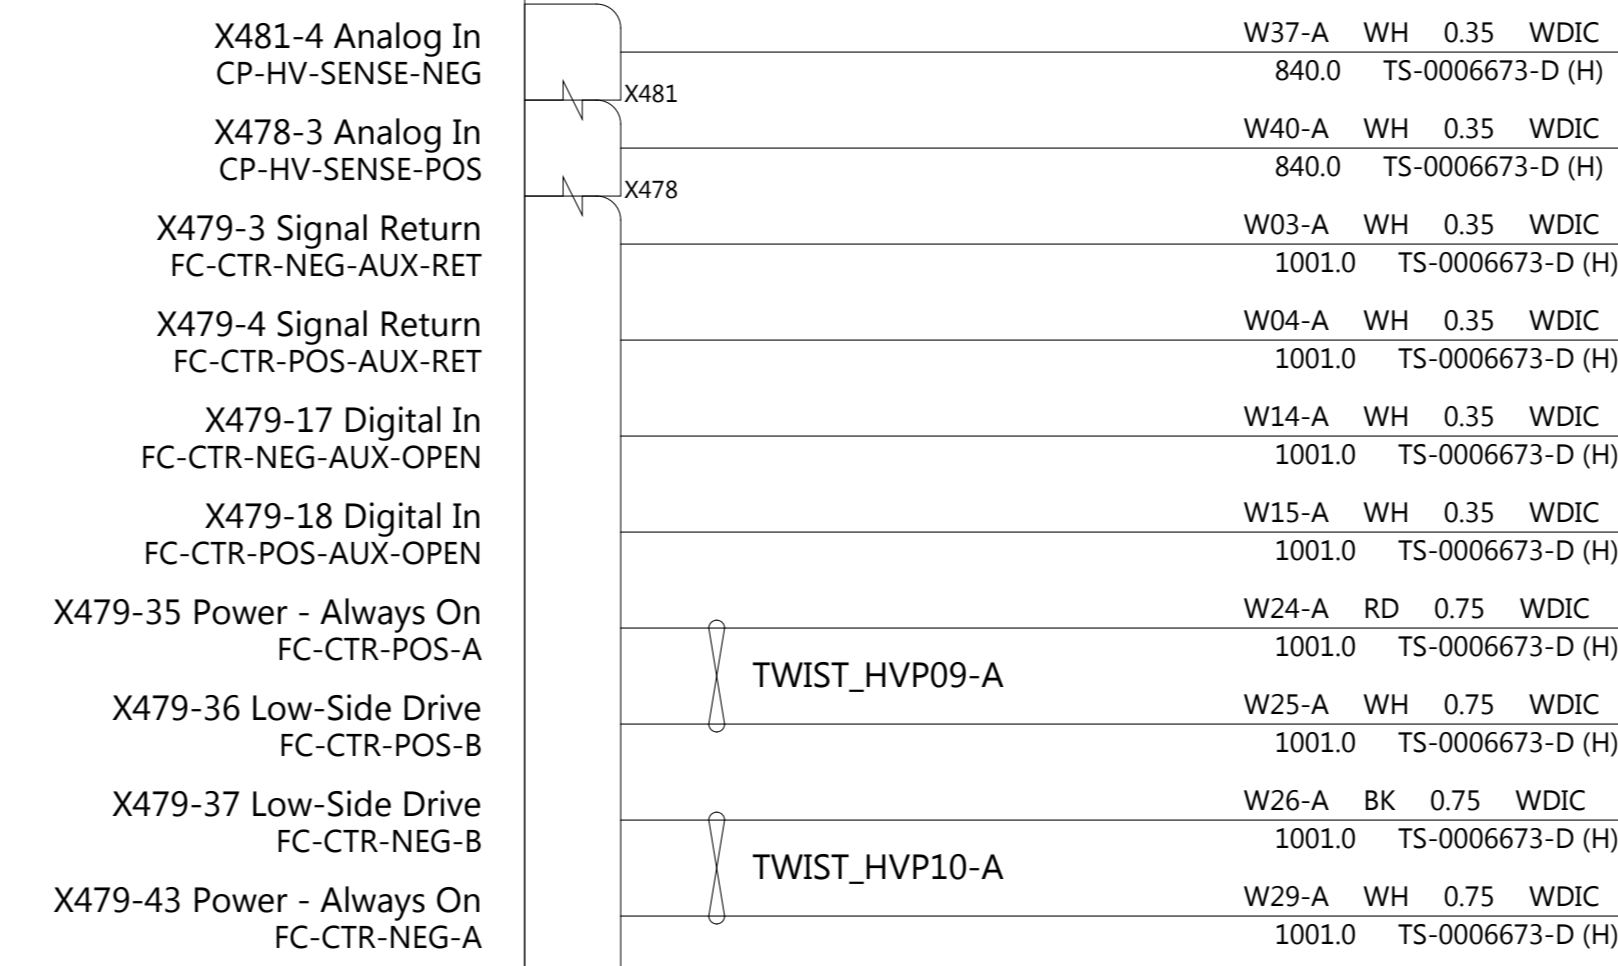 X481-4 Analog In
CP-HV-SENSE-NEG
W37-A WH 0.35 WDIC
840.0 TS-0006673-D (H)
X481
X478-3 Analog In
CP-HV-SENSE-POS
W40-A WH 0.35 WDIC
840.0 TS-0006673-D (H)
X478
X479-3 Signal Return
FC-CTR-NEG-AUX-RET
W03-A WH 0.35 WDIC
1001.0 TS-0006673-D (H)
X479-4 Signal Return
FC-CTR-POS-AUX-RET
W04-A WH 0.35 WDIC
1001.0 TS-0006673-D (H)
X479-17 Digital In
FC-CTR-NEG-AUX-OPEN
W14-A WH 0.35 WDIC
1001.0 TS-0006673-D (H)
X479-18 Digital In
FC-CTR-POS-AUX-OPEN
W15-A WH 0.35 WDIC
1001.0 TS-0006673-D (H)
X479-35 Power - Always On
FC-CTR-POS-A
W24-A RD 0.75 WDIC
1001.0 TS-0006673-D (H)
TWIST_HVP09-A
X479-36 Low-Side Drive
FC-CTR-POS-B
W25-A WH 0.75 WDIC
1001.0 TS-0006673-D (H)
X479-37 Low-Side Drive
FC-CTR-NEG-B
W26-A BK 0.75 WDIC
1001.0 TS-0006673-D (H)
TWIST_HVP10-A
X479-43 Power - Always On
FC-CTR-NEG-A
W29-A WH 0.75 WDIC
1001.0 TS-0006673-D (H)